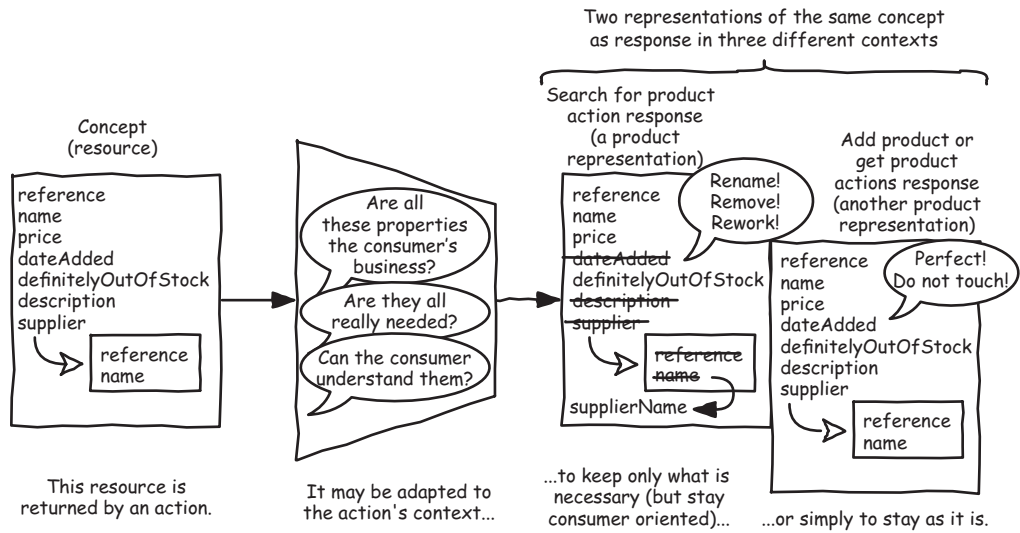 Two representations of the same concept
as response in three different contexts
Concept
(resource)
reference
name
price
dateAdded
definitelyOutOfStock
description
supplier
reference
name
This resource is
returned by an action.
Are all
these properties
the consumer's
business?
Are they all
really needed?
Can the consumer
understand them?
It may be adapted to
the action's context...
Search for product
action response
(a product
representation)
Rename!
Remove!
Rework!
reference
name
price
dateAdded
definitelyOutOfStock
description
supplier
reference
name
supplierName
...to keep only what is
necessary (but stay
consumer oriented)...
Add product or
get product
actions response
(another product
representation)
Perfect!
Do not touch!
reference
name
price
dateAdded
definitelyOutOfStock
description
supplier
reference
name
...or simply to stay as it is.